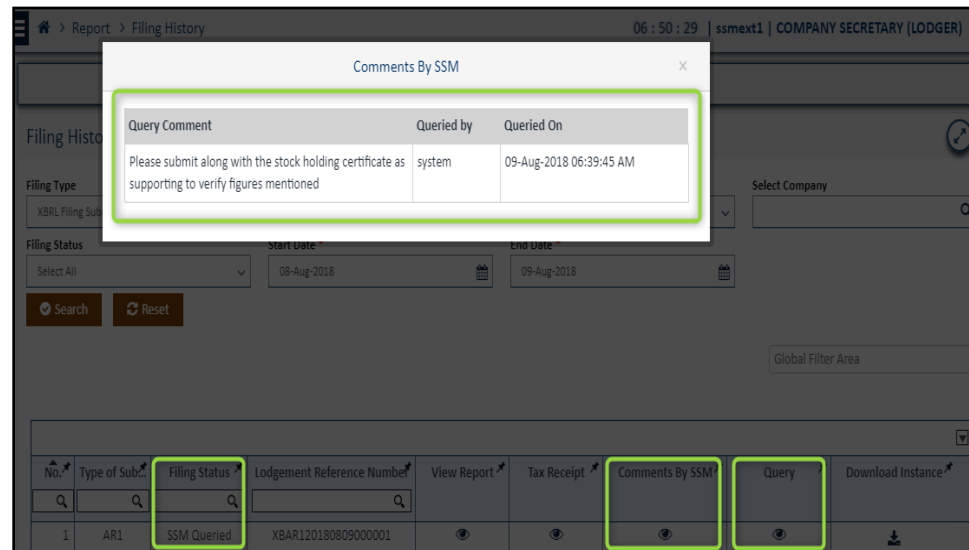 > Report > Filing History
06 : 50 : 29 | ssmext1 | COMPANY SECRETARY (LODGER)
Comments By SSM
X
Query Comment Queried by Queried On
Please submit along with the stock holding certificate as system 09-Aug-2018 06:39:45 AM
supporting to verify figures mentioned
Filing Histo
Filing Type Select Company
XBRL Filing Sub
Filing Status Start Date * End Date *
Select All 08-Aug-2018 09-Aug-2018
Search Reset
Global Filter Area
No. Type of Sub... Filing Status Lodgement Reference Number View Report Tax Receipt Comments By SSM Query Download Instance
1 AR1 SSM Queried XBAR120180809000001